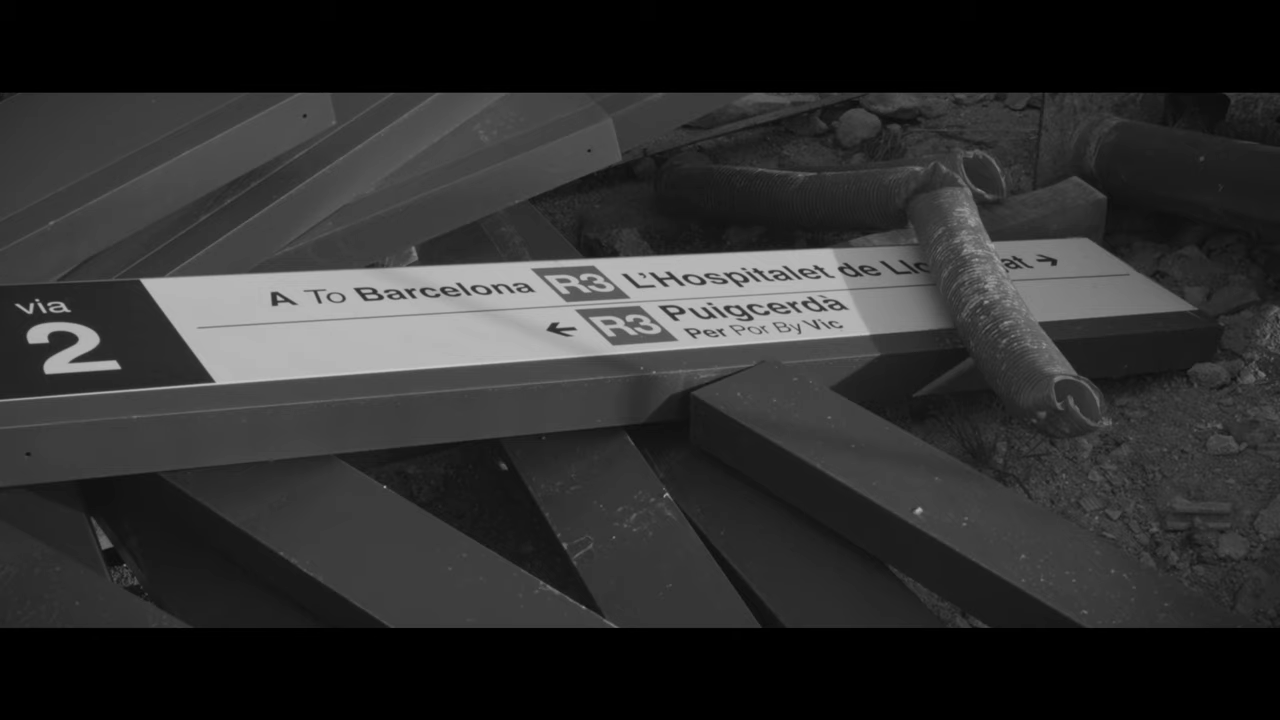 via
2
A To Barcelona R3 L'Hospitalet de →
← R3 Puigcerdà
Per Por By Vic